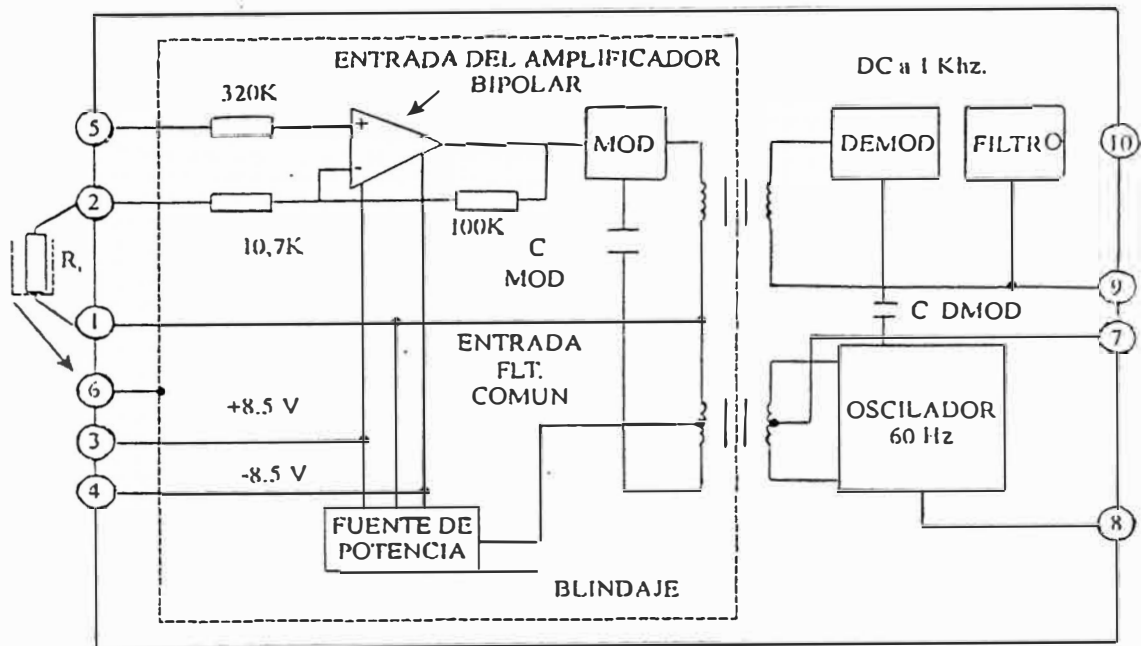 ENTRADA DEL AMPLIFICADOR
BIPOLAR
DC a 1 Khz.
320K
5
+
-
MOD
DEMOD
FILTRO
10
2
10,7K
100K
C
MOD
R,
1
9
C DMOD
7
ENTRADA
FLT.
COMUN
6
+8.5 V
OSCILADOR
60 Hz
3
-8.5 V
4
8
FUENTE DE
POTENCIA
BLINDAJE